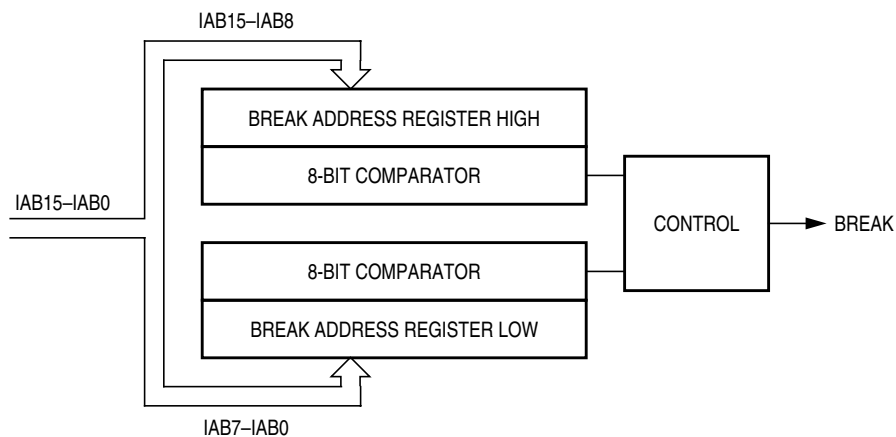 IAB15–IAB8
BREAK ADDRESS REGISTER HIGH
8-BIT COMPARATOR
IAB15–IAB0
CONTROL
BREAK
8-BIT COMPARATOR
BREAK ADDRESS REGISTER LOW
IAB7–IAB0